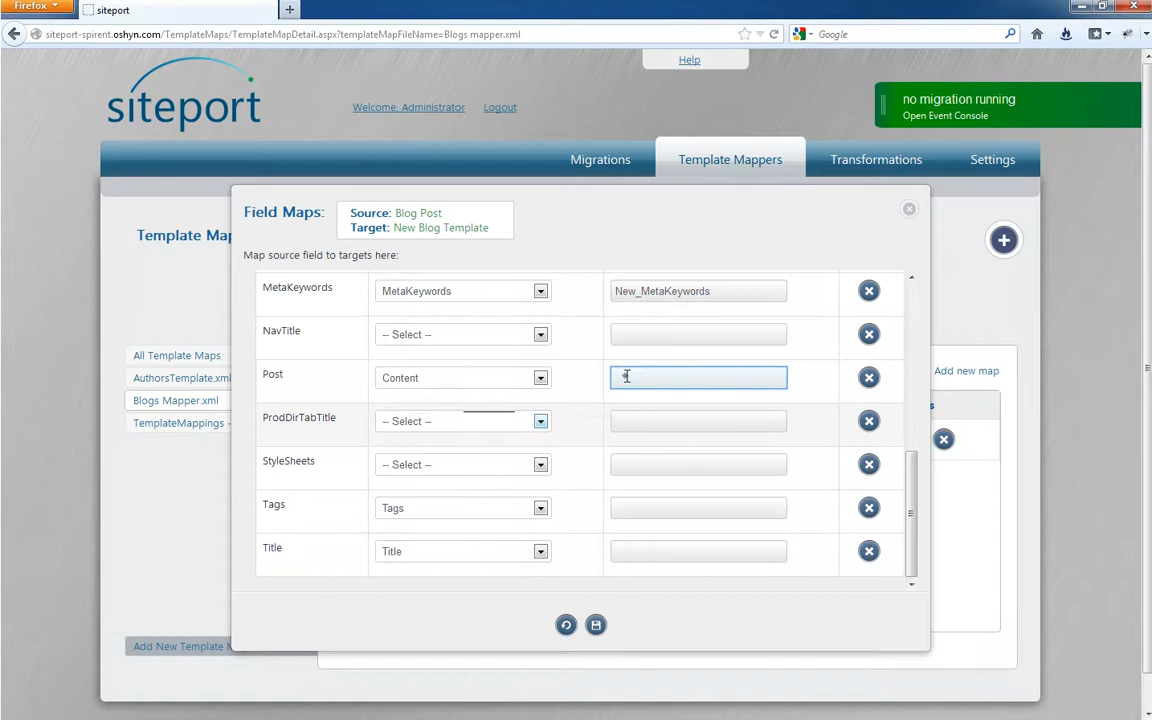 Firefox
siteport
siteport-spirent.oshyn.com/TemplateMaps/TemplateMapDetail.aspx?templateMapFileName=Blogs mapper.xml
Google
Help
siteport
Welcome, Administrator
Logout
no migration running
Open Event Console
Migrations
Template Mappers
Transformations
Settings
Template Map
Field Maps:
Source: Blog Post
Target: New Blog Template
Map source field to targets here:
MetaKeywords
MetaKeywords
New_MetaKeywords
NavTitle
-- Select --
Post
Content
ProdDirTabTitle
-- Select --
StyleSheets
-- Select --
Tags
Tags
Title
Title
All Template Maps
AuthorsTemplate.xml
Blogs Mapper.xml
TemplateMappings -
Add new map
s
Add New Template M